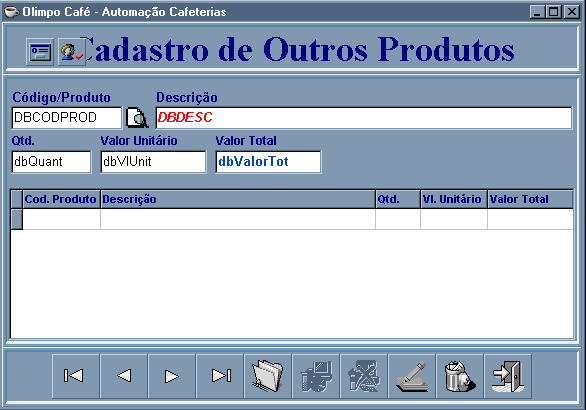 Olimpo Café - Automação Cafeterias
Cadastro de Outros Produtos
Código/Produto Descrição
DBCODPROD DBDESC
Qtd. Valor Unitário Valor Total
dbQuant dbVlUnit dbValorTot
Cod. Produto Descrição Qtd. Vl. Unitário Valor Total